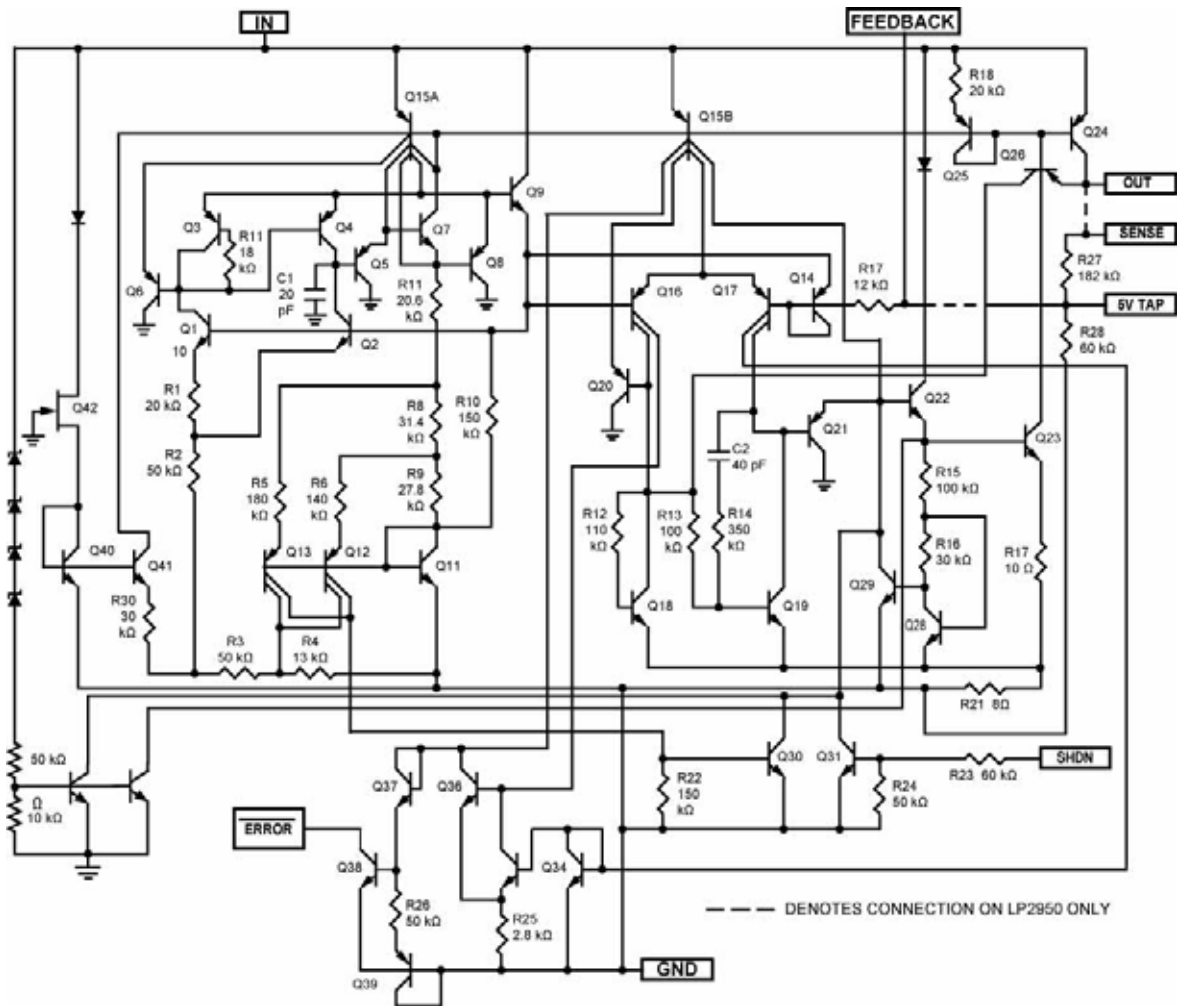 IN
FEEDBACK
R18
20 kΩ
Q15A
Q15B
Q24
Q26
Q25
OUT
Q9
Q3
Q4
Q7
R11
18
kΩ
Q5
Q8
SENSE
R27
182 kΩ
Q6
C1
20
pF
R11
20.6
kΩ
Q16
Q17
Q14
R17
12 kΩ
5V TAP
Q1
10
Q2
R28
60 kΩ
R1
20 kΩ
R8
31.4
kΩ
R10
150
kΩ
Q20
Q22
Q42
Q21
Q23
R2
50 kΩ
C2
40 pF
R5
180
kΩ
R6
140
kΩ
R9
27.8
kΩ
R15
100 kΩ
R12
110
kΩ
R13
100
kΩ
R14
350
kΩ
R16
30 kΩ
R17
10 Ω
Q40
Q41
Q13
Q12
Q11
Q29
R30
30
kΩ
Q18
Q19
Q28
R3
50 kΩ
R4
13 kΩ
R21 8Ω
50 kΩ
Q37
Q36
R22
150
kΩ
Q30
Q31
R24
50 kΩ
R23 60 kΩ
SHDN
Ω
10 kΩ
ERROR
Q38
Q34
R26
50 kΩ
R25
2.8 kΩ
DENOTES CONNECTION ON LP2950 ONLY
Q39
GND